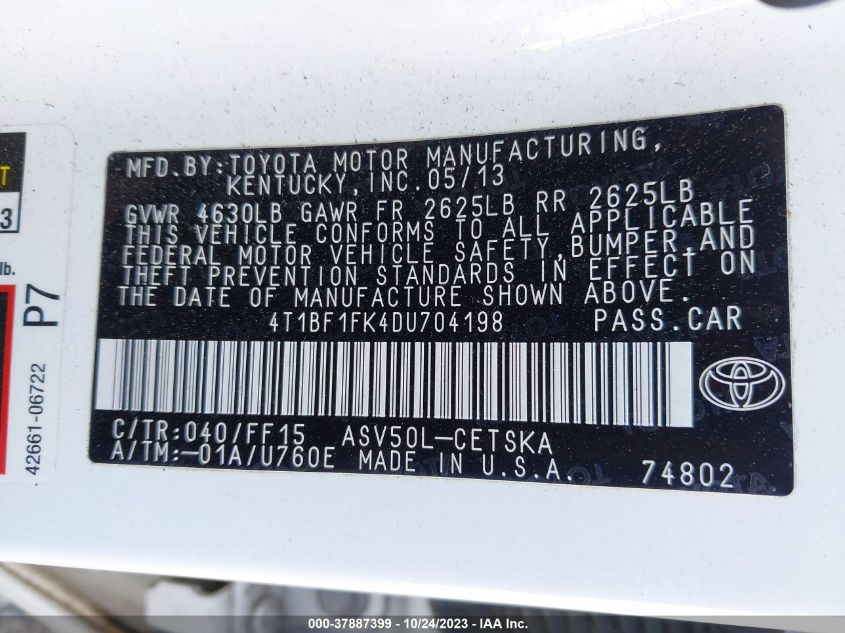 MFD.BY:TOYOTA MOTOR MANUFACTURING,
KENTUCKY,INC.05/13
GVWR 4630LB GAWR FR 2625LB RR 2625LB
THIS VEHICLE CONFORMS TO ALL APPLICABLE
FEDERAL MOTOR VEHICLE SAFETY,BUMPER,AND
THEFT PREVENTION STANDARDS IN EFFECT ON
THE DATE OF MANUFACTURE SHOWN ABOVE.
4T1BF1FK4DU704198 PASS.CAR
C/TR:040/FF15 ASV50L-CETSKA
A/TM:-01A/U760E MADE IN U.S.A. 74802
T
3
lb.
P7
42661-06722
000-37887399 - 10/24/2023 - IAA Inc.